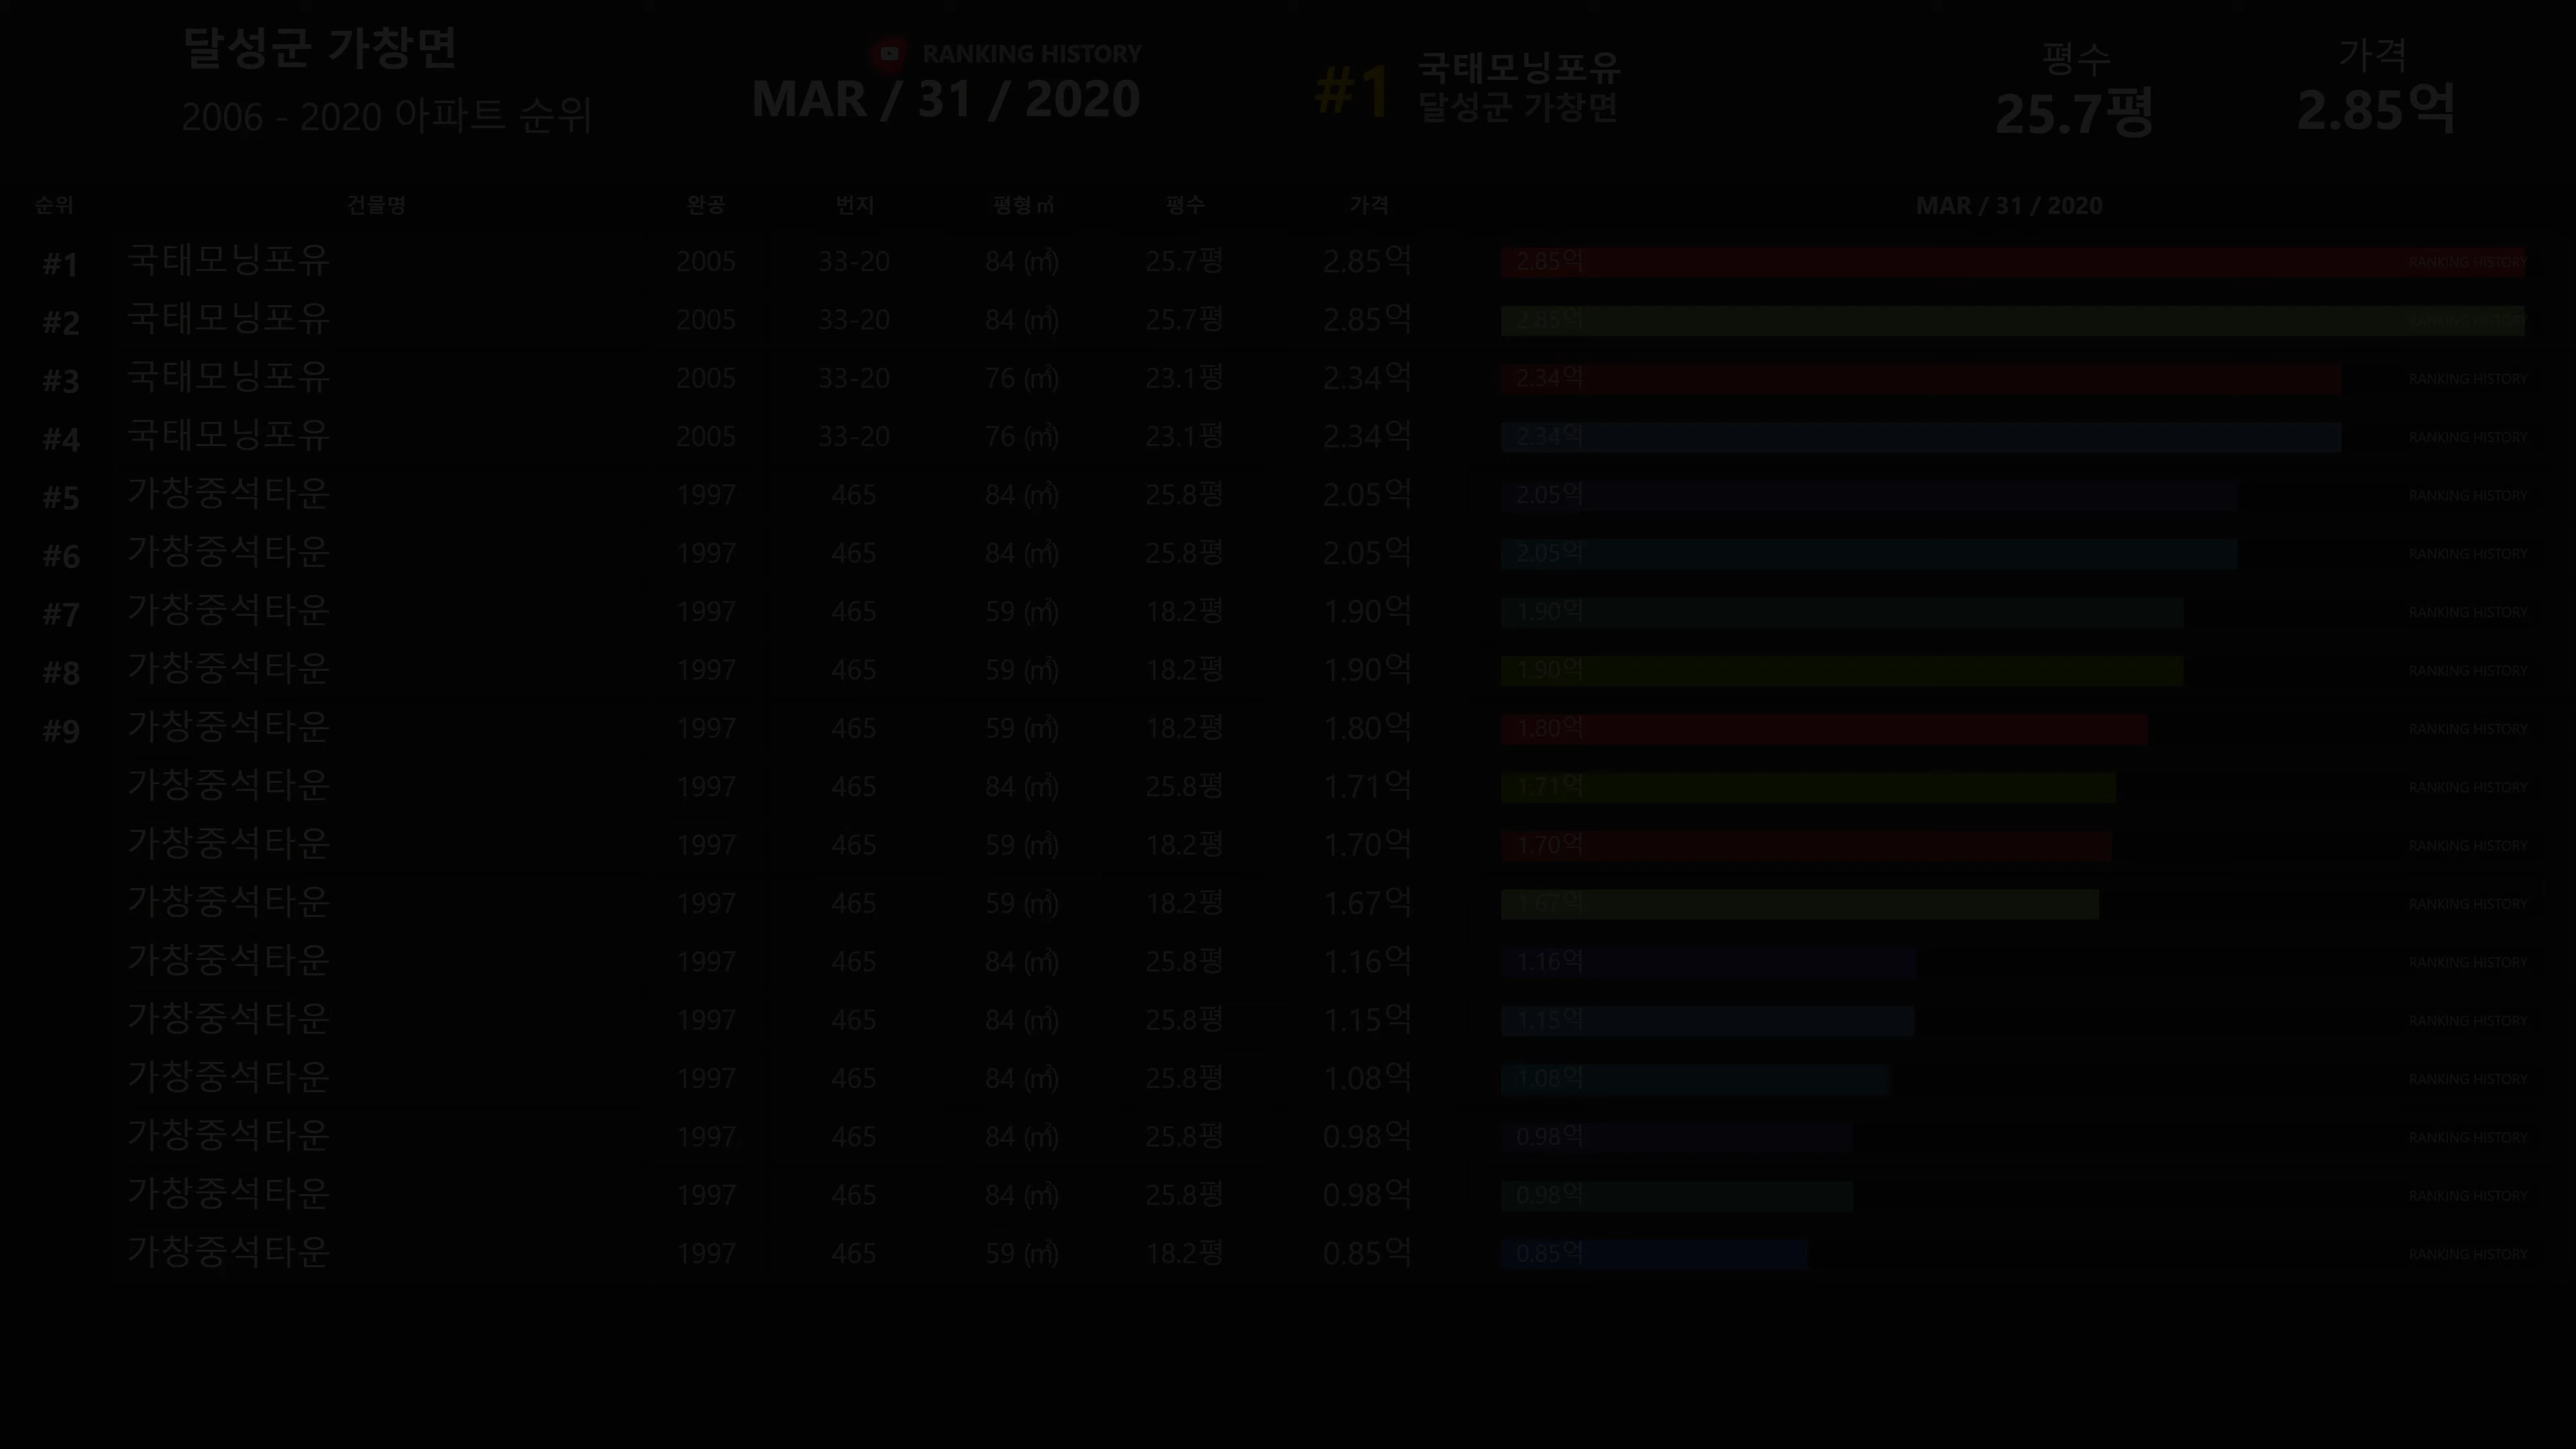 달성군 가창면
2006 - 2020 아파트 순위
RANKING HISTORY
MAR / 31 / 2020
#1
국태모닝포유
달성군 가창면
평수
25.7평
가격
2.85억
순위 건물명 완공 번지 평형㎡ 평수 가격 MAR / 31 / 2020
#1 국태모닝포유 2005 33-20 84 (㎡) 25.7평 2.85억 2.85억 RANKING HISTORY
#2 국태모닝포유 2005 33-20 84 (㎡) 25.7평 2.85억 2.85억 RANKING HISTORY
#3 국태모닝포유 2005 33-20 76 (㎡) 23.1평 2.34억 2.34억 RANKING HISTORY
#4 국태모닝포유 2005 33-20 76 (㎡) 23.1평 2.34억 2.34억 RANKING HISTORY
#5 가창중석타운 1997 465 84 (㎡) 25.8평 2.05억 2.05억 RANKING HISTORY
#6 가창중석타운 1997 465 84 (㎡) 25.8평 2.05억 2.05억 RANKING HISTORY
#7 가창중석타운 1997 465 59 (㎡) 18.2평 1.90억 1.90억 RANKING HISTORY
#8 가창중석타운 1997 465 59 (㎡) 18.2평 1.90억 1.90억 RANKING HISTORY
#9 가창중석타운 1997 465 59 (㎡) 18.2평 1.80억 1.80억 RANKING HISTORY
가창중석타운 1997 465 84 (㎡) 25.8평 1.71억 1.71억 RANKING HISTORY
가창중석타운 1997 465 59 (㎡) 18.2평 1.70억 1.70억 RANKING HISTORY
가창중석타운 1997 465 59 (㎡) 18.2평 1.67억 1.67억 RANKING HISTORY
가창중석타운 1997 465 84 (㎡) 25.8평 1.16억 1.16억 RANKING HISTORY
가창중석타운 1997 465 84 (㎡) 25.8평 1.15억 1.15억 RANKING HISTORY
가창중석타운 1997 465 84 (㎡) 25.8평 1.08억 1.08억 RANKING HISTORY
가창중석타운 1997 465 84 (㎡) 25.8평 0.98억 0.98억 RANKING HISTORY
가창중석타운 1997 465 84 (㎡) 25.8평 0.98억 0.98억 RANKING HISTORY
가창중석타운 1997 465 59 (㎡) 18.2평 0.85억 0.85억 RANKING HISTORY